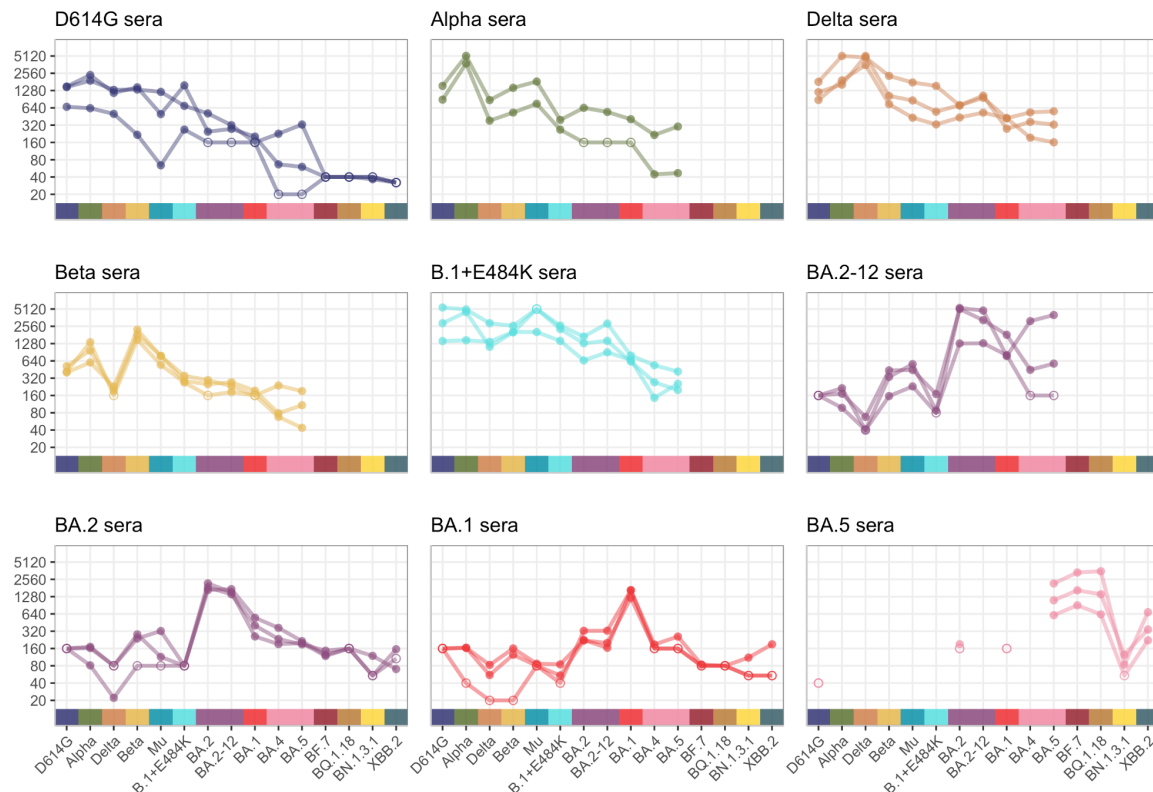 D614G sera
Alpha sera
Delta sera
5120
2560
1280
640
320
160
80
40
20
Beta sera
B.1+E484K sera
BA.2-12 sera
5120
2560
1280
640
320
160
80
40
20
BA.2 sera
BA.1 sera
BA.5 sera
5120
2560
1280
640
320
160
80
40
20
D614G
Alpha
Delta
Beta
Mu
B.1+E484K
BA.2
BA.2-12
BA.1
BA.4
BA.5
BF.7
BQ.1.18
BN.1.3.1
XBB.2
D614G
Alpha
Delta
Beta
Mu
B.1+E484K
BA.2
BA.2-12
BA.1
BA.4
BA.5
BF.7
BQ.1.18
BN.1.3.1
XBB.2
D614G
Alpha
Delta
Beta
Mu
B.1+E484K
BA.2
BA.2-12
BA.1
BA.4
BA.5
BF.7
BQ.1.18
BN.1.3.1
XBB.2